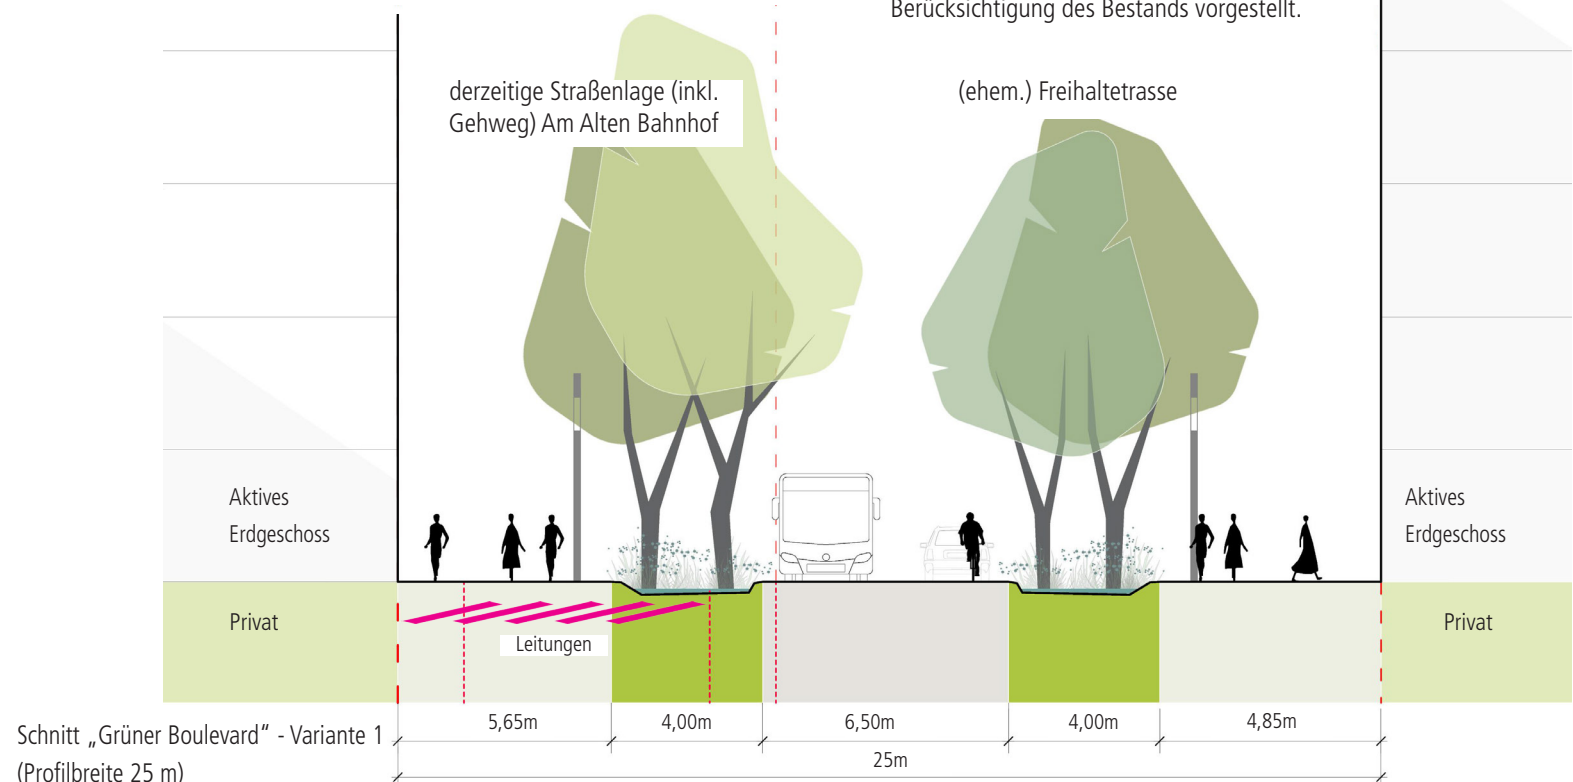 Berücksichtigung des Bestands vorgestellt.
derzeitige Straßenlage (inkl.
Gehweg) Am Alten Bahnhof
(ehem.) Freihaltetrasse
Aktives
Erdgeschoss
Aktives
Erdgeschoss
Privat
Leitungen
Privat
5,65m
4,00m
6,50m
4,00m
4,85m
25m
Schnitt „Grüner Boulevard“ - Variante 1
(Profilbreite 25 m)